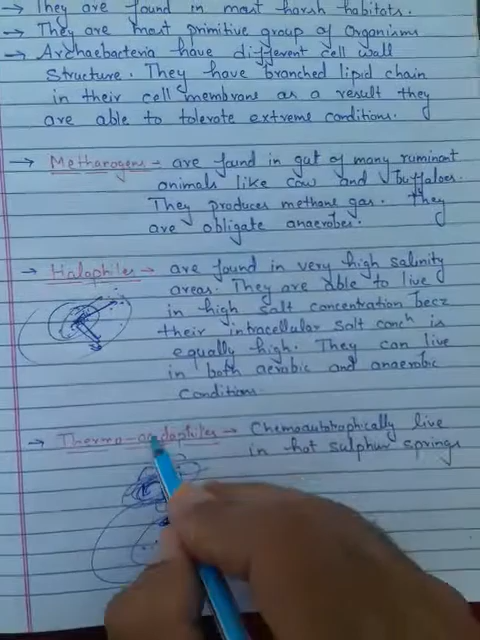 → They are found in most harsh habitats.
→ They are most primitive group of Organisms
→ Archaebacteria have different cell wall
structure. They have branched lipid chain
in their cell membrane as a result they
are able to tolerate extreme conditions.
→ Methanogens - are found in gut of many ruminant
animals like cow and buffaloes.
They produces methane gas. They
are obligate anaerobes.
→ Halophiles → are found in very high salinity
areas. They are able to live
in high salt concentration becz
their intracellular salt conc^n is
equally high. They can live
in both aerobic and anaerobic
conditions.
→ Thermo-acidophiles → Chemoautotrophically live
in hot sulphur springs